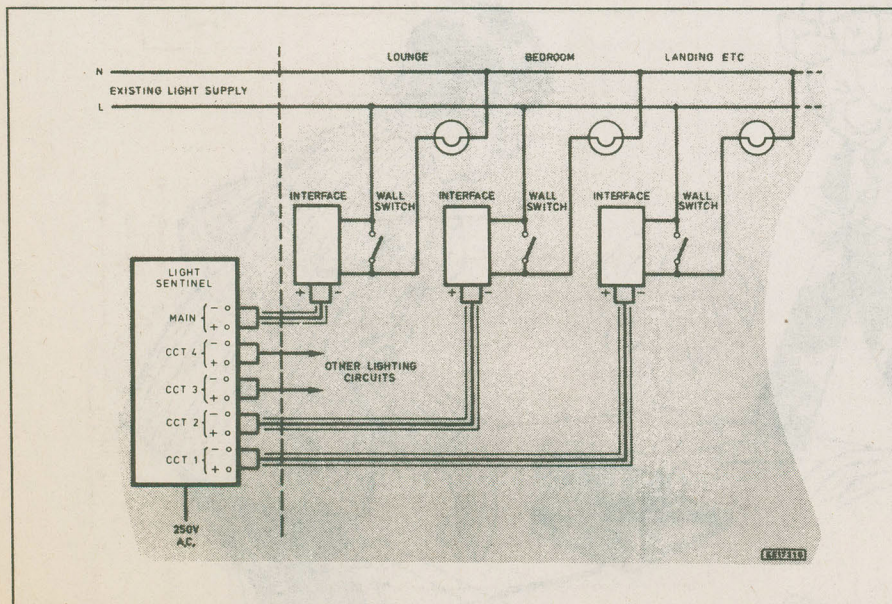 LOUNGE
BEDROOM
LANDING ETC
N
EXISTING LIGHT SUPPLY
L
INTERFACE
WALL
SWITCH
INTERFACE
WALL
SWITCH
INTERFACE
WALL
SWITCH
+ -
+ -
+ -
LIGHT
SENTINEL
MAIN
-
+
CCT 4
-
+
CCT 3
-
+
CCT 2
-
+
CCT 1
-
+
OTHER LIGHTING
CIRCUITS
250V
A.C.